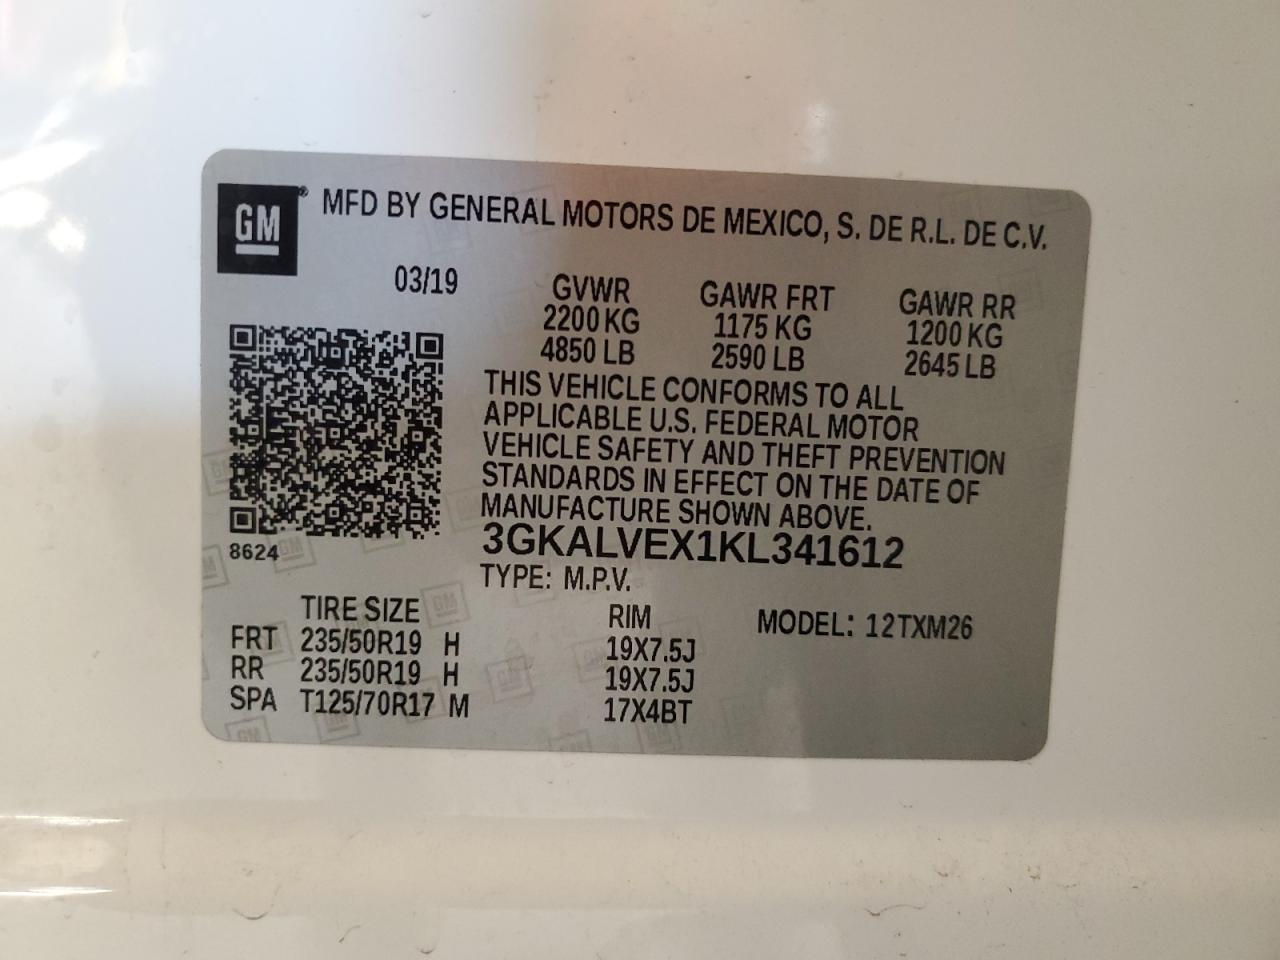 GM® MFD BY GENERAL MOTORS DE MEXICO, S. DE R.L. DE C.V.
03/19 GVWR GAWR FRT GAWR RR
2200 KG 1175 KG 1200 KG
4850 LB 2590 LB 2645 LB
THIS VEHICLE CONFORMS TO ALL
APPLICABLE U.S. FEDERAL MOTOR
VEHICLE SAFETY AND THEFT PREVENTION
STANDARDS IN EFFECT ON THE DATE OF
MANUFACTURE SHOWN ABOVE.
8624
3GKALVEX1KL341612
TYPE: M.P.V.
TIRE SIZE RIM MODEL: 12TXM26
FRT 235/50R19 H 19X7.5J
RR 235/50R19 H 19X7.5J
SPA T125/70R17 M 17X4BT